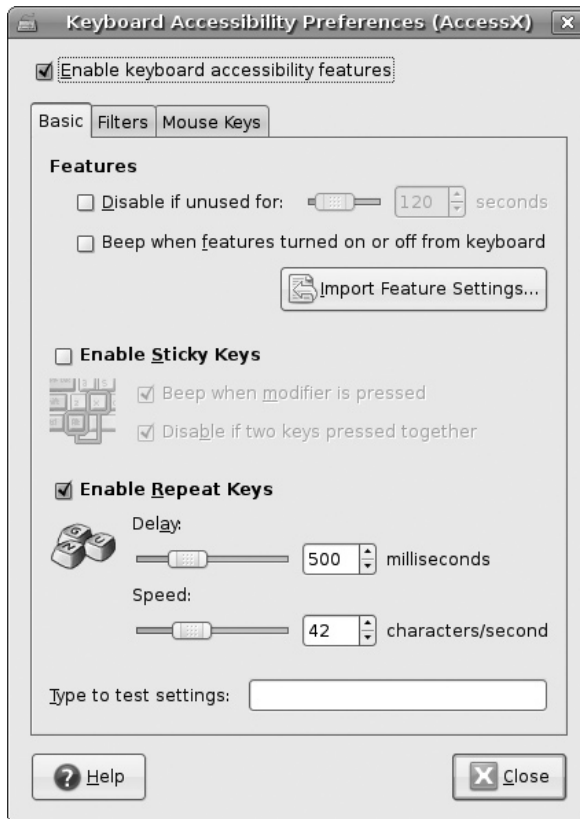 Keyboard Accessibility Preferences (AccessX)
Enable keyboard accessibility features
Basic Filters Mouse Keys
Features
Disable if unused for: 120 seconds
Beep when features turned on or off from keyboard
Import Feature Settings...
Enable Sticky Keys
Beep when modifier is pressed
Disable if two keys pressed together
Enable Repeat Keys
G N U
Delay:
500 milliseconds
Speed:
42 characters/second
Type to test settings:
Help Close